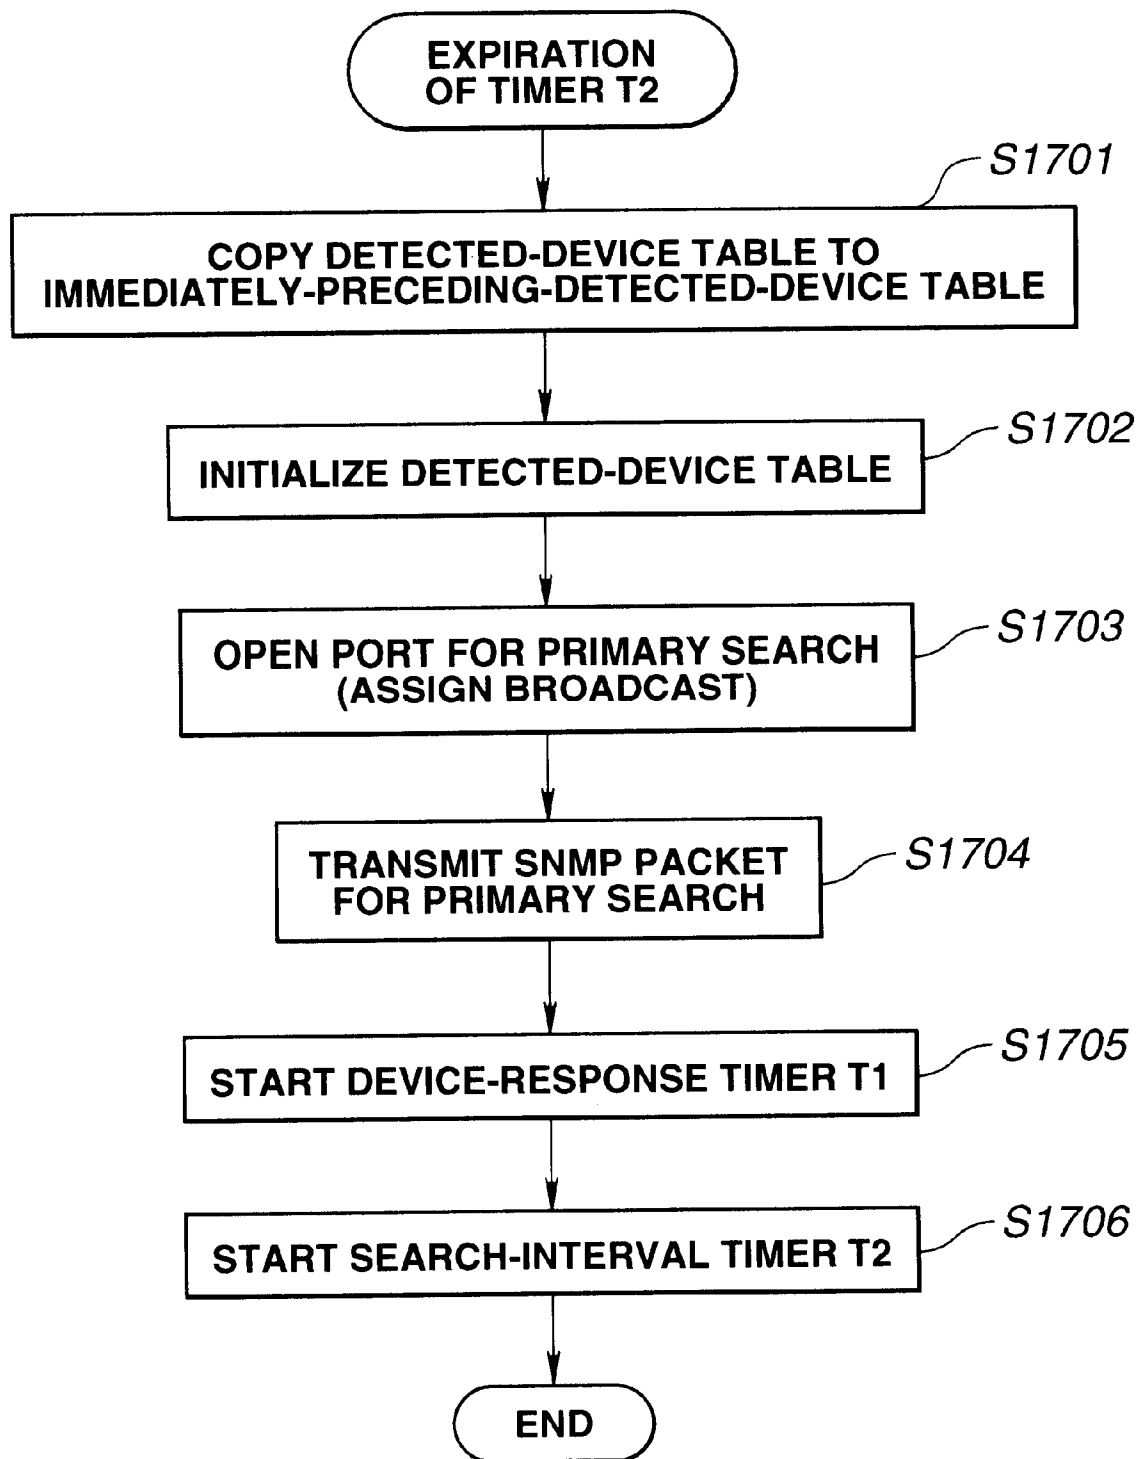 EXPIRATION
OF TIMER T2
S1701
COPY DETECTED-DEVICE TABLE TO
IMMEDIATELY-PRECEDING-DETECTED-DEVICE TABLE
S1702
INITIALIZE DETECTED-DEVICE TABLE
S1703
OPEN PORT FOR PRIMARY SEARCH
(ASSIGN BROADCAST)
S1704
TRANSMIT SNMP PACKET
FOR PRIMARY SEARCH
S1705
START DEVICE-RESPONSE TIMER T1
S1706
START SEARCH-INTERVAL TIMER T2
END